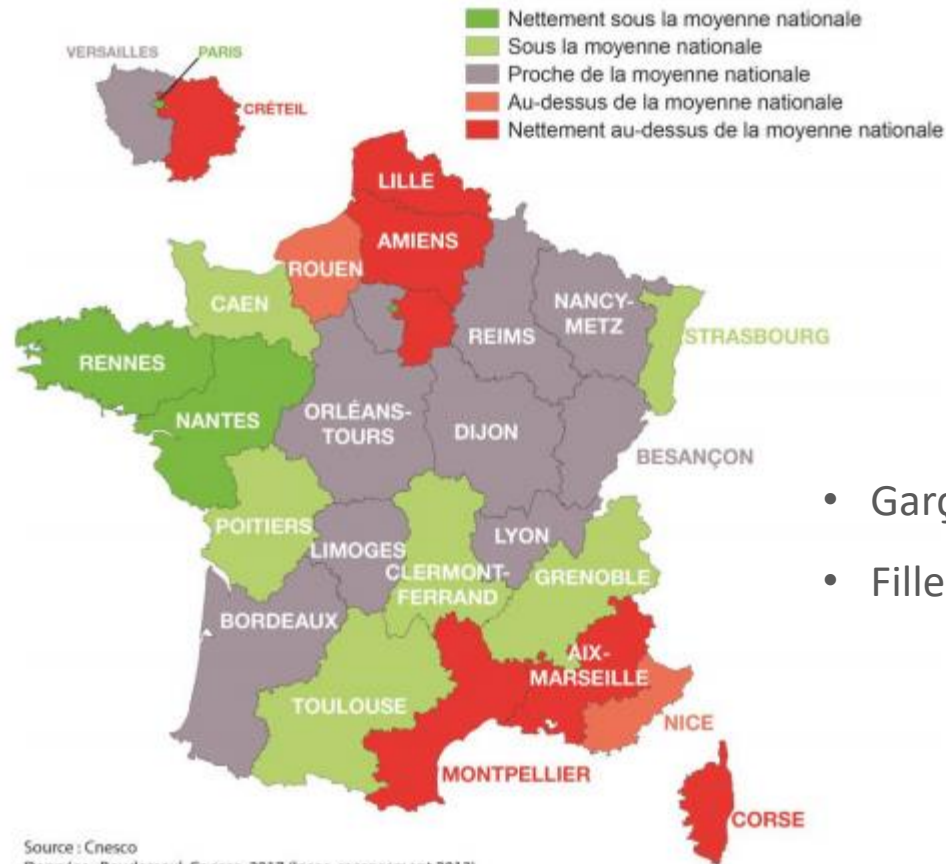 Nettement sous la moyenne nationale
Sous la moyenne nationale
Proche de la moyenne nationale
Au-dessus de la moyenne nationale
Nettement au-dessus de la moyenne nationale
VERSAILLES
PARIS
CRÉTEIL
LILLE
AMIENS
ROUEN
CAEN
REIMS
NANCY-
METZ
STRASBOURG
RENNES
NANTES
ORLÉANS-
TOURS
DIJON
BESANÇON
POITIERS
LIMOGES
LYON
CLERMONT-
FERRAND
GRENOBLE
BORDEAUX
AIX-
MARSEILLE
TOULOUSE
NICE
MONTPELLIER
CORSE
• Garç
• Fille
Source : Cnesco